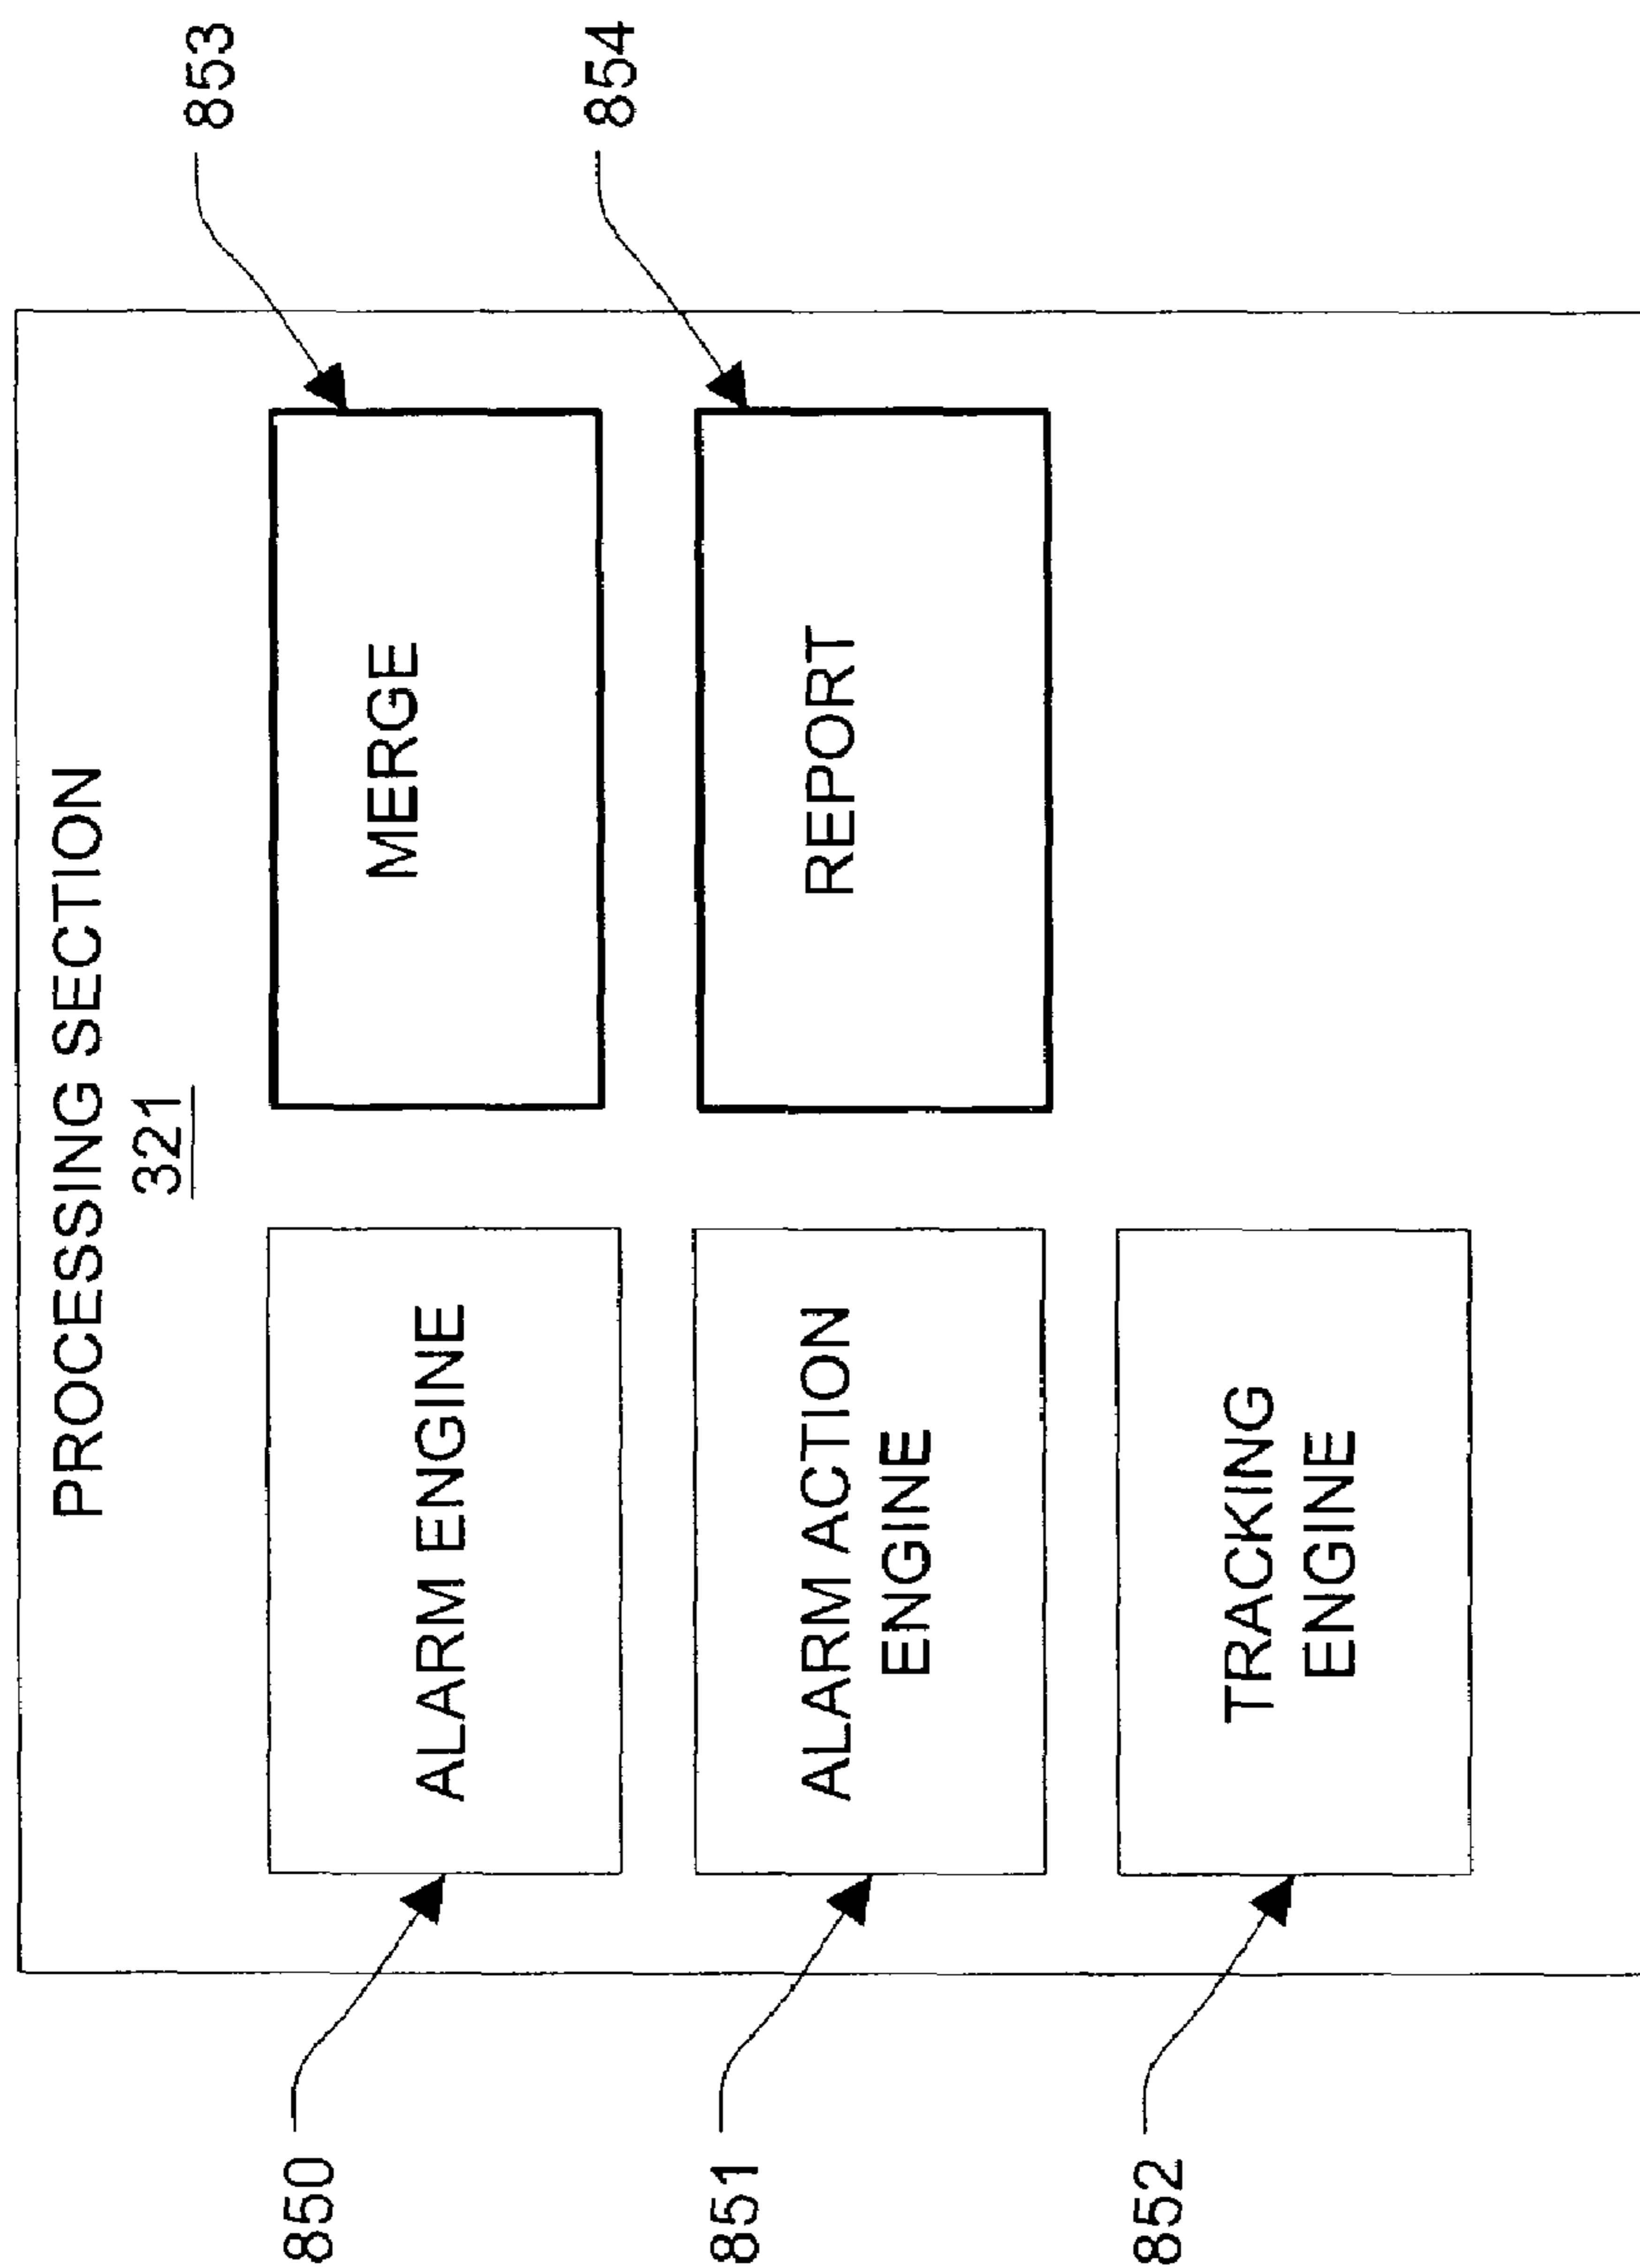 PROCESSING SECTION
321
850
ALARM ENGINE
MERGE
853
851
ALARM ACTION
ENGINE
REPORT
854
852
TRACKING
ENGINE